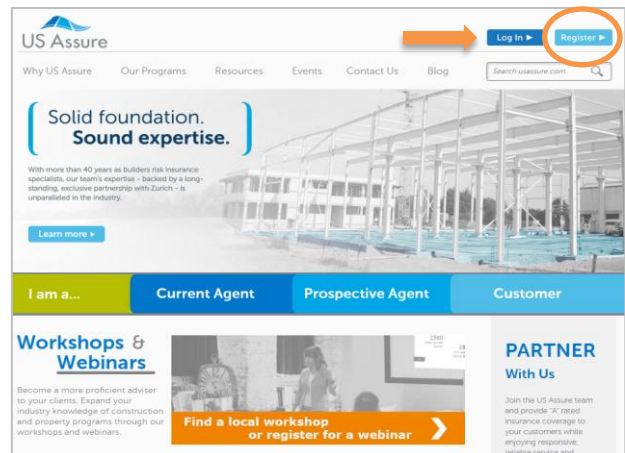 US Assure
Log In
Register
Why US Assure Our Programs Resources Events Contact Us Blog
Search usassure.com
Solid foundation.
Sound expertise.
With more than 40 years as builders risk insurance
specialists, our team's expertise – backed by a long-
standing, exclusive partnership with Zurich – is
unparalleled in the industry.
Learn more
I am a... Current Agent Prospective Agent Customer
Workshops &
Webinars
Become a more proficient adviser
to your clients. Expand your
industry knowledge of construction
and property programs through our
workshops and webinars.
Find a local workshop
or register for a webinar
PARTNER
With Us
Join the US Assure team
and provide "A" rated
insurance coverage to
your customers while
enjoying responsive,
reliable service and